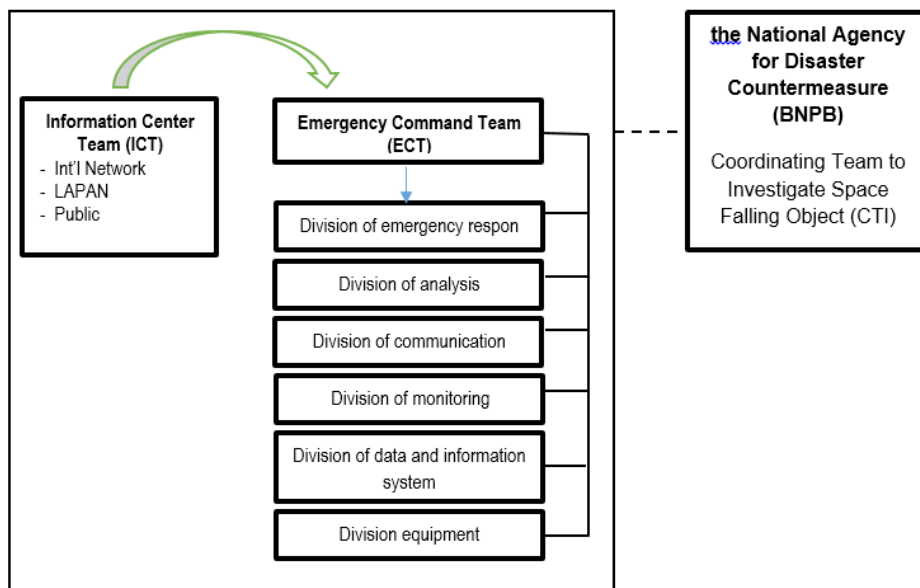 Information Center
Team (ICT)
- Int'l Network
- LAPAN
- Public
Emergency Command Team
(ECT)
Division of emergency respon
Division of analysis
Division of communication
Division of monitoring
Division of data and information
system
Division equipment
the National Agency
for Disaster
Countermeasure
(BNPB)
Coordinating Team to
Investigate Space
Falling Object (CTI)